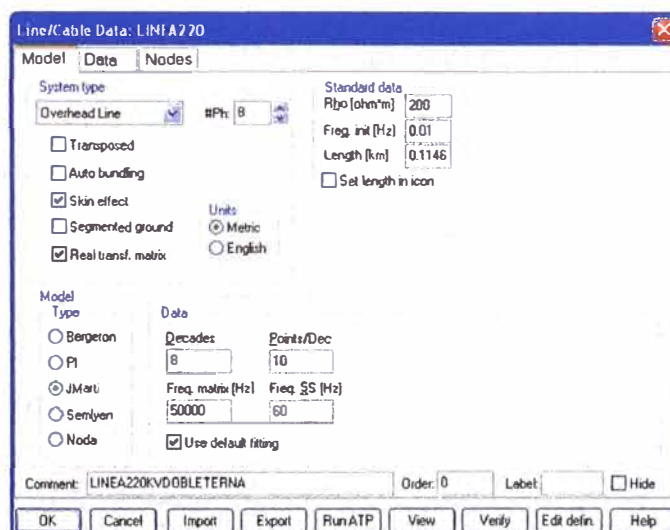 Line/Cable Data: LINEA220
Model Data Nodes
System type
Overhead Line #Ph: 8
Transposed
Auto bundling
Skin effect
Segmented ground
Real transf. matrix
Units
Metric
English
Standard data
Rho [ohm*m] 200
Freq. init [Hz] 0.01
Length [km] 0.1146
Set length in icon
Model
Type
Bergeron
PI
JMarti
Semlyen
Noda
Data
Decades Points/Dec
8 10
Freq. matrix [Hz] Freq. SS [Hz]
50000 60
Use default fitting
Comment: LINEA220KVDOBLETERNA Order: 0 Label: Hide
OK Cancel Import Export Run ATP View Verify Edit defin. Help